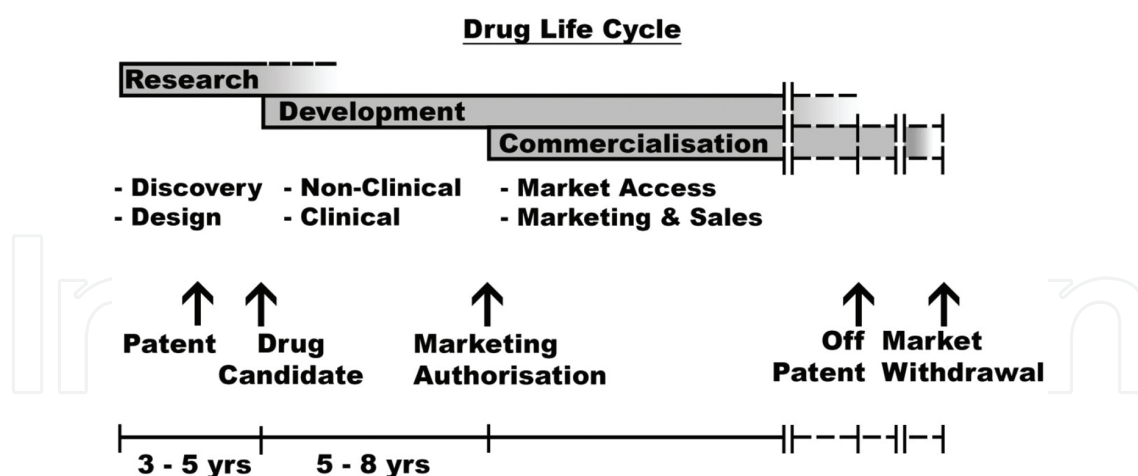 Drug Life Cycle
Research
Development
Commercialisation
- Discovery
- Design
- Non-Clinical
- Clinical
- Market Access
- Marketing & Sales
Patent
Drug
Candidate
Marketing
Authorisation
Off
Patent
Market
Withdrawal
3 - 5 yrs
5 - 8 yrs